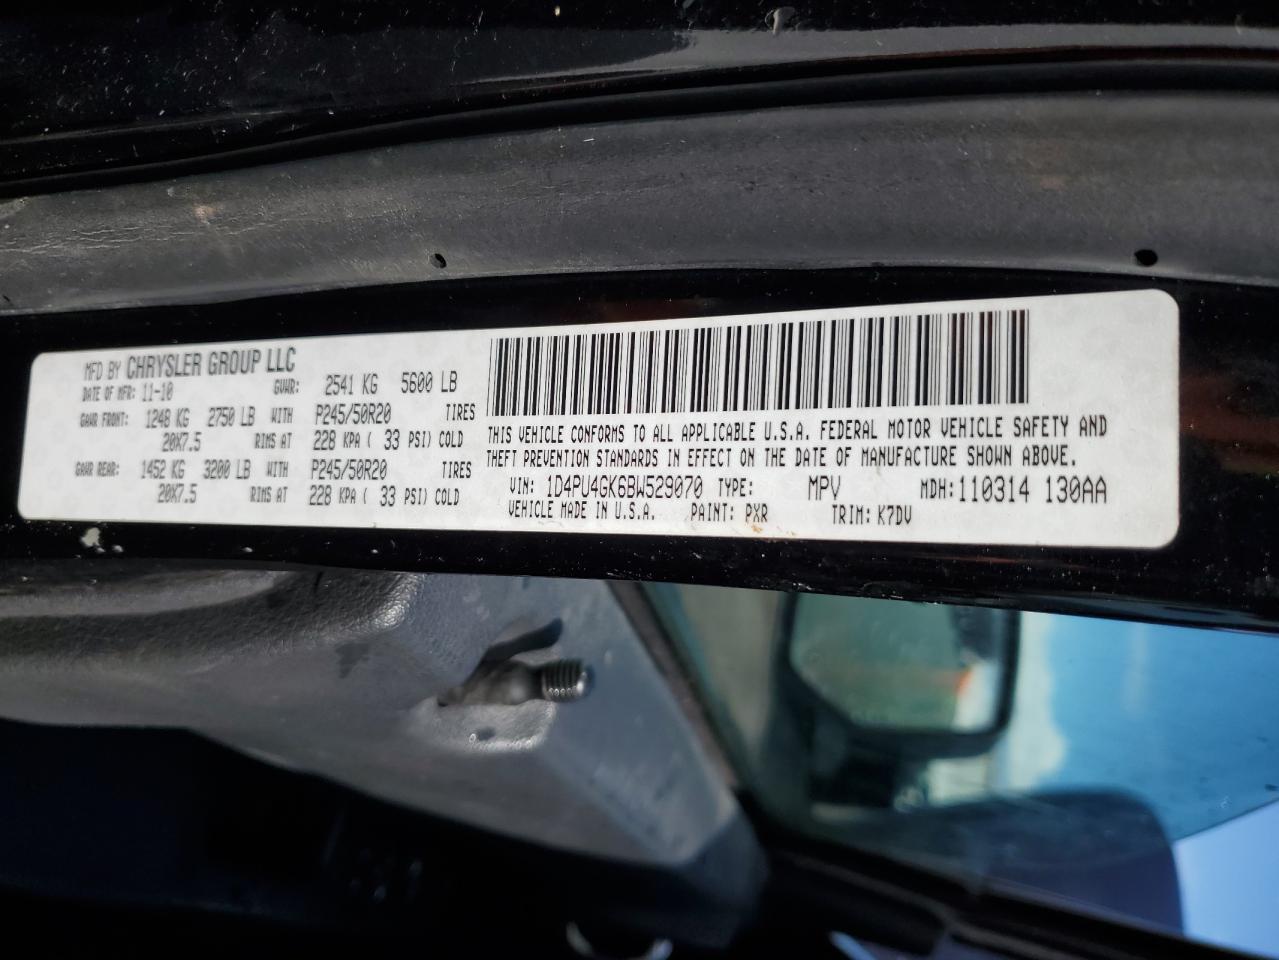 MFD BY CHRYSLER GROUP LLC
DATE OF MFR: 11-10 GVWR: 2541 KG 5600 LB
GAWR FRONT: 1248 KG 2750 LB WITH P245/50R20 TIRES
20X7.5 RIMS AT 228 KPA ( 33 PSI) COLD
GAWR REAR: 1452 KG 3200 LB WITH P245/50R20 TIRES
20X7.5 RIMS AT 228 KPA ( 33 PSI) COLD
THIS VEHICLE CONFORMS TO ALL APPLICABLE U.S.A. FEDERAL MOTOR VEHICLE SAFETY AND
THEFT PREVENTION STANDARDS IN EFFECT ON THE DATE OF MANUFACTURE SHOWN ABOVE.
VIN: 1D4PU4GK6BW529070 TYPE: MPV MDH: 110314 130AA
VEHICLE MADE IN U.S.A. PAINT: PXR TRIM: K7DV